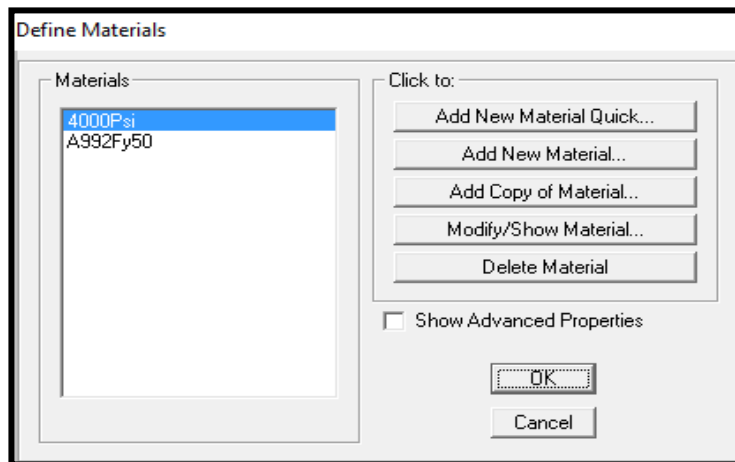 Define Materials
Materials
4000Psi
A992Fy50
Click to:
Add New Material Quick...
Add New Material...
Add Copy of Material...
Modify/Show Material...
Delete Material
Show Advanced Properties
OK
Cancel